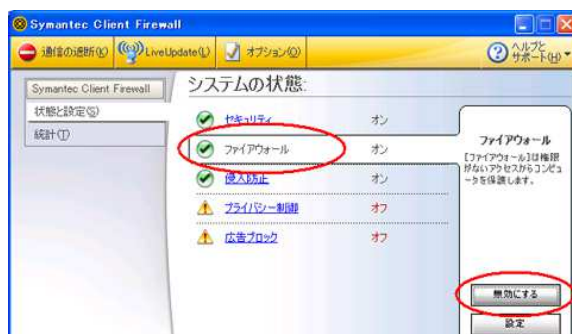 Symantec Client Firewall
通信の遮断(K) LiveUpdate(L) オプション(O) ヘルプとサポート(H)
Symantec Client Firewall
状態と設定(S)
統計(T)
システムの状態:
セキュリティ オン
ファイアウォール オン
侵入防止 オン
プライバシー制御 オフ
広告ブロック オフ
ファイアウォール
[ファイアウォール]は権限
がないアクセスからコンピュ
ータを保護します。
無効にする
設定